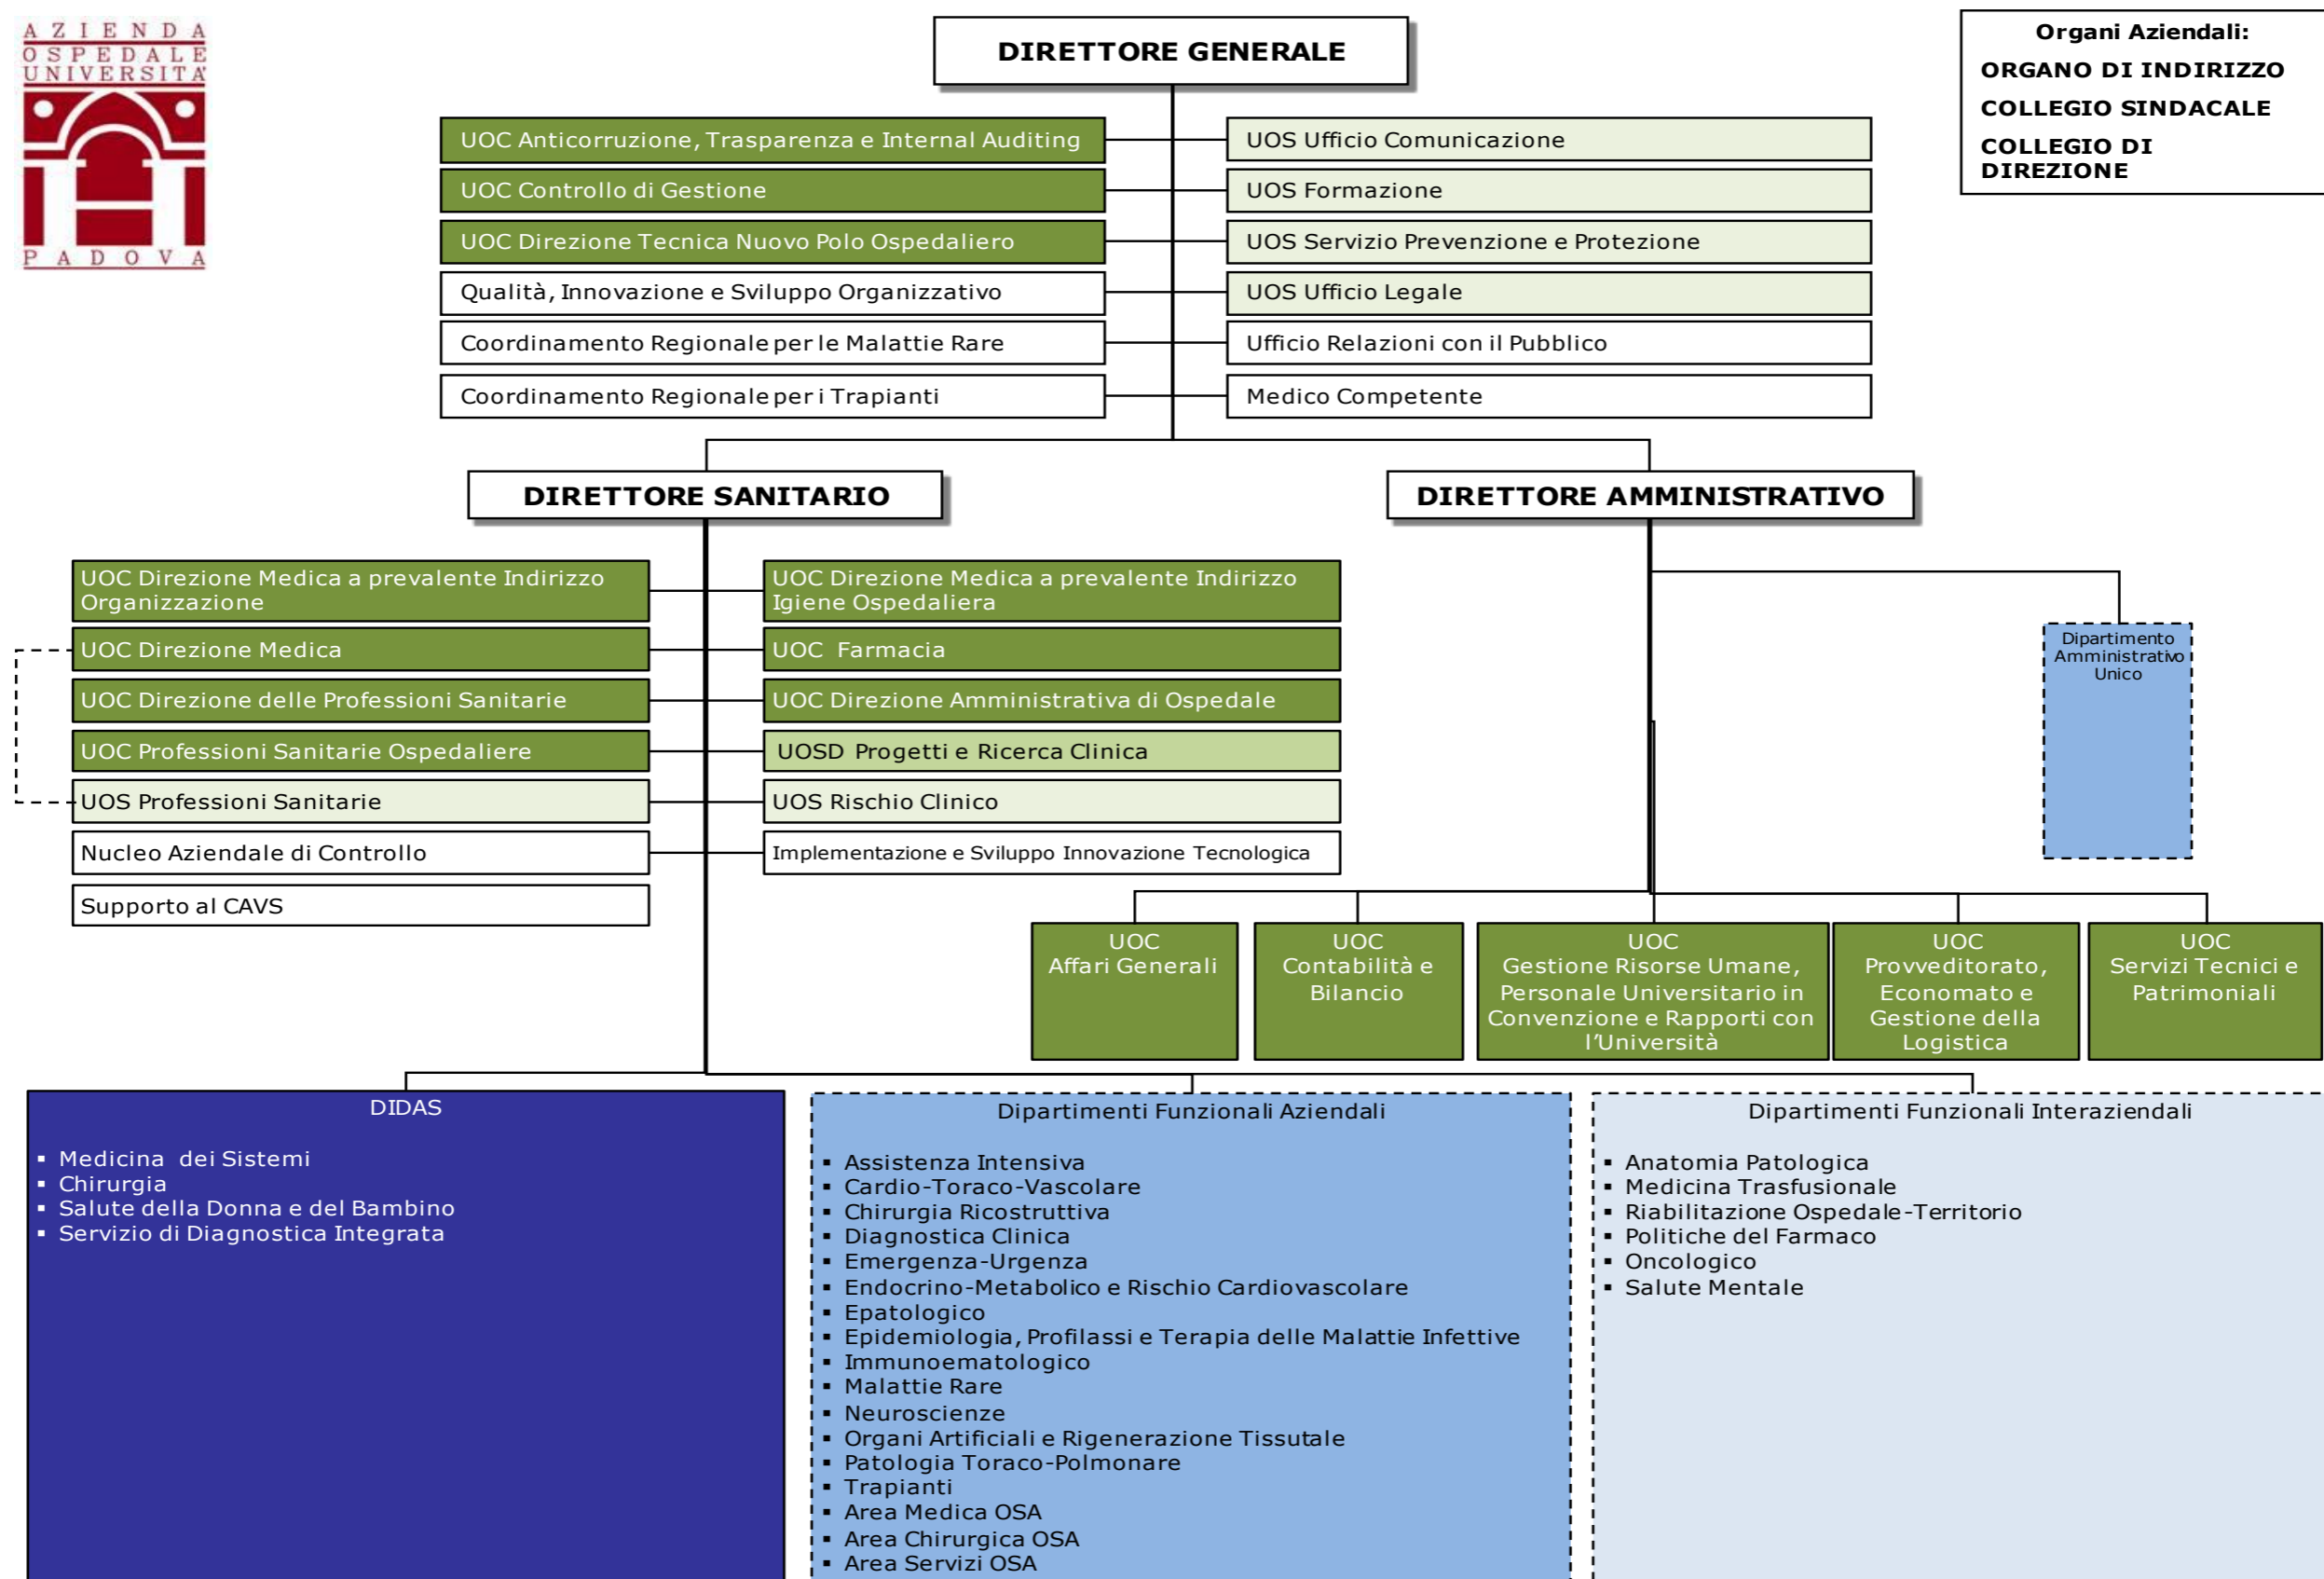 AZIENDA
OSPEDALE
UNIVERSITA'
PADOVA
DIRETTORE GENERALE
Organi Aziendali:
ORGANO DI INDIRIZZO
COLLEGIO SINDACALE
COLLEGIO DI
DIREZIONE
UOC Anticorruzione, Trasparenza e Internal Auditing
UOS Ufficio Comunicazione
UOC Controllo di Gestione
UOS Formazione
UOC Direzione Tecnica Nuovo Polo Ospedaliero
UOS Servizio Prevenzione e Protezione
Qualità, Innovazione e Sviluppo Organizzativo
UOS Ufficio Legale
Coordinamento Regionale per le Malattie Rare
Ufficio Relazioni con il Pubblico
Coordinamento Regionale per i Trapianti
Medico Competente
DIRETTORE SANITARIO
DIRETTORE AMMINISTRATIVO
UOC Direzione Medica a prevalente Indirizzo
Organizzazione
UOC Direzione Medica a prevalente Indirizzo
Igiene Ospedaliera
UOC Direzione Medica
UOC Farmacia
UOC Direzione delle Professioni Sanitarie
UOC Direzione Amministrativa di Ospedale
UOC Professioni Sanitarie Ospedaliere
UOSD Progetti e Ricerca Clinica
UOS Professioni Sanitarie
UOS Rischio Clinico
Nucleo Aziendale di Controllo
Implementazione e Sviluppo Innovazione Tecnologica
Supporto al CAVS
Dipartimento
Amministrativo
Unico
UOC
Affari Generali
UOC
Contabilità e
Bilancio
UOC
Gestione Risorse Umane,
Personale Universitario in
Convenzione e Rapporti con
l'Università
UOC
Provveditorato,
Economato e
Gestione della
Logistica
UOC
Servizi Tecnici e
Patrimoniali
DIDAS
▪ Medicina dei Sistemi
▪ Chirurgia
▪ Salute della Donna e del Bambino
▪ Servizio di Diagnostica Integrata
Dipartimenti Funzionali Aziendali
▪ Assistenza Intensiva
▪ Cardio-Toraco-Vascolare
▪ Chirurgia Ricostruttiva
▪ Diagnostica Clinica
▪ Emergenza-Urgenza
▪ Endocrino-Metabolico e Rischio Cardiovascolare
▪ Epatologico
▪ Epidemiologia, Profilassi e Terapia delle Malattie Infettive
▪ Immunoematologico
▪ Malattie Rare
▪ Neuroscienze
▪ Organi Artificiali e Rigenerazione Tissutale
▪ Patologia Toraco-Polmonare
▪ Trapianti
▪ Area Medica OSA
▪ Area Chirurgica OSA
▪ Area Servizi OSA
Dipartimenti Funzionali Interaziendali
▪ Anatomia Patologica
▪ Medicina Trasfusionale
▪ Riabilitazione Ospedale-Territorio
▪ Politiche del Farmaco
▪ Oncologico
▪ Salute Mentale